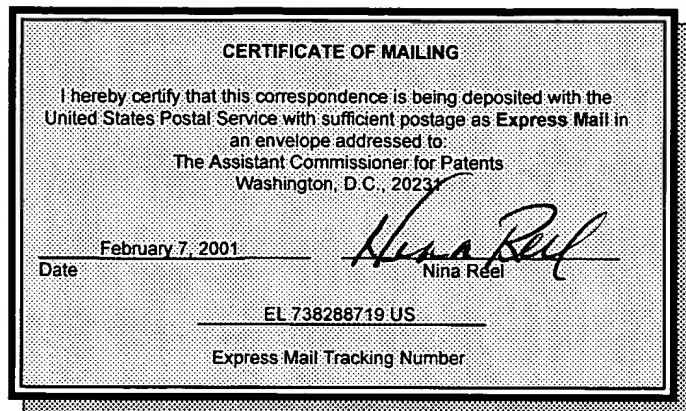 CERTIFICATE OF MAILING
I hereby certify that this correspondence is being deposited with the
United States Postal Service with sufficient postage as Express Mail in
an envelope addressed to:
The Assistant Commissioner for Patents
Washington, D.C., 20231
February 7, 2001
Nina Reel
Date
Nina Reel
EL 738288719 US
Express Mail Tracking Number